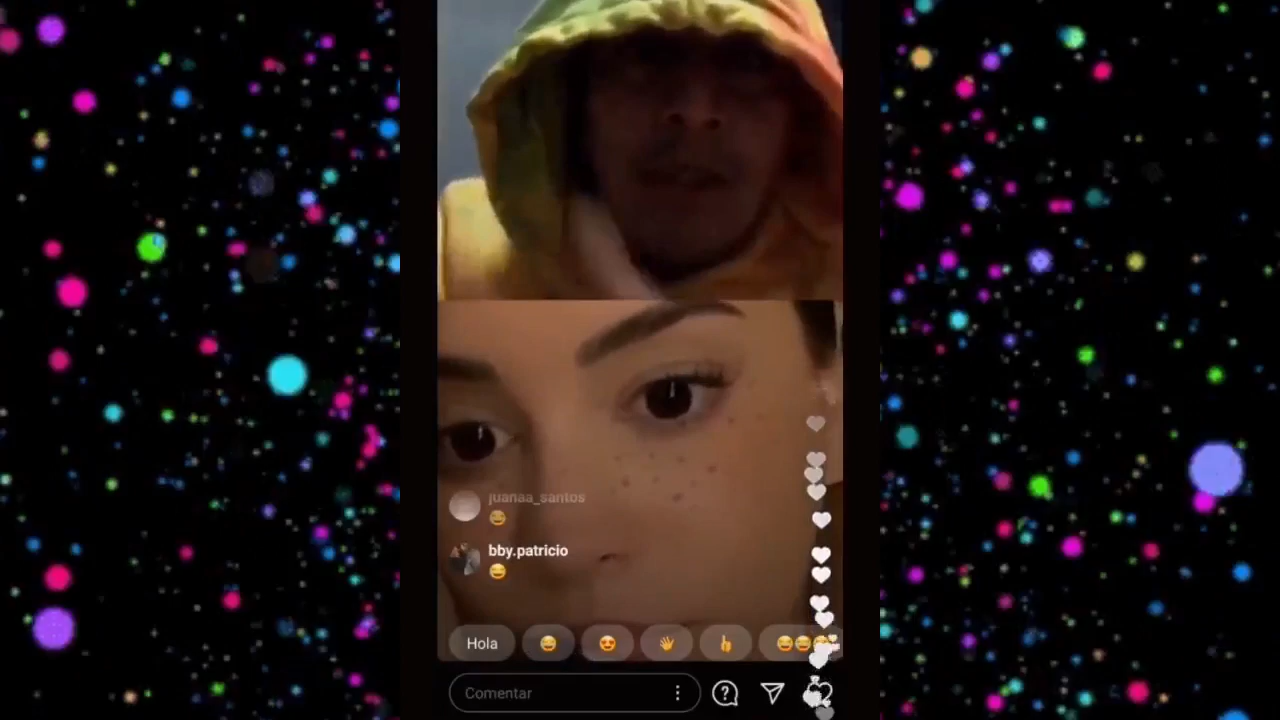 juanaa_santos
😂
bby.patricio
😂
Hola 😂 😍 👋 👆 😂😂😂
Comentar